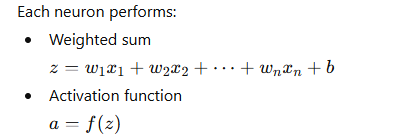 Each neuron performs:
• Weighted sum
z = w₁x₁ + w₂x₂ + ⋯ + wₙxₙ + b
• Activation function
a = f(z)